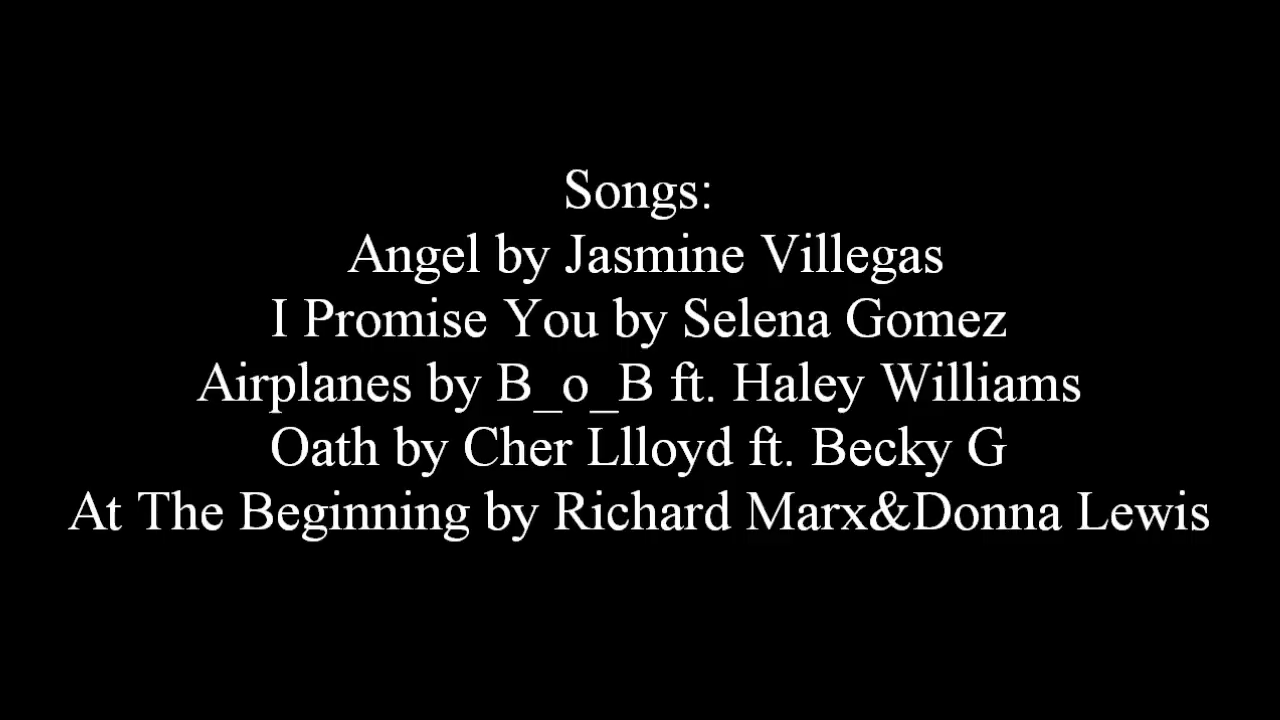 Songs:
Angel by Jasmine Villegas
I Promise You by Selena Gomez
Airplanes by B_o_B ft. Haley Williams
Oath by Cher Llloyd ft. Becky G
At The Beginning by Richard Marx&Donna Lewis